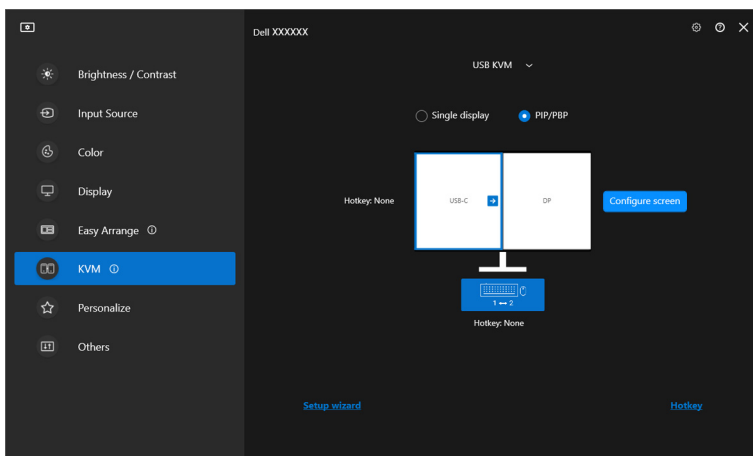 Dell XXXXXX
Brightness / Contrast
Input Source
Color
Display
Easy Arrange
KVM
Personalize
Others
USB KVM
Single display
PIP/PBP
Hotkey: None
USB-C
DP
Configure screen
1 ↔ 2
Hotkey: None
Setup wizard
Hotkey